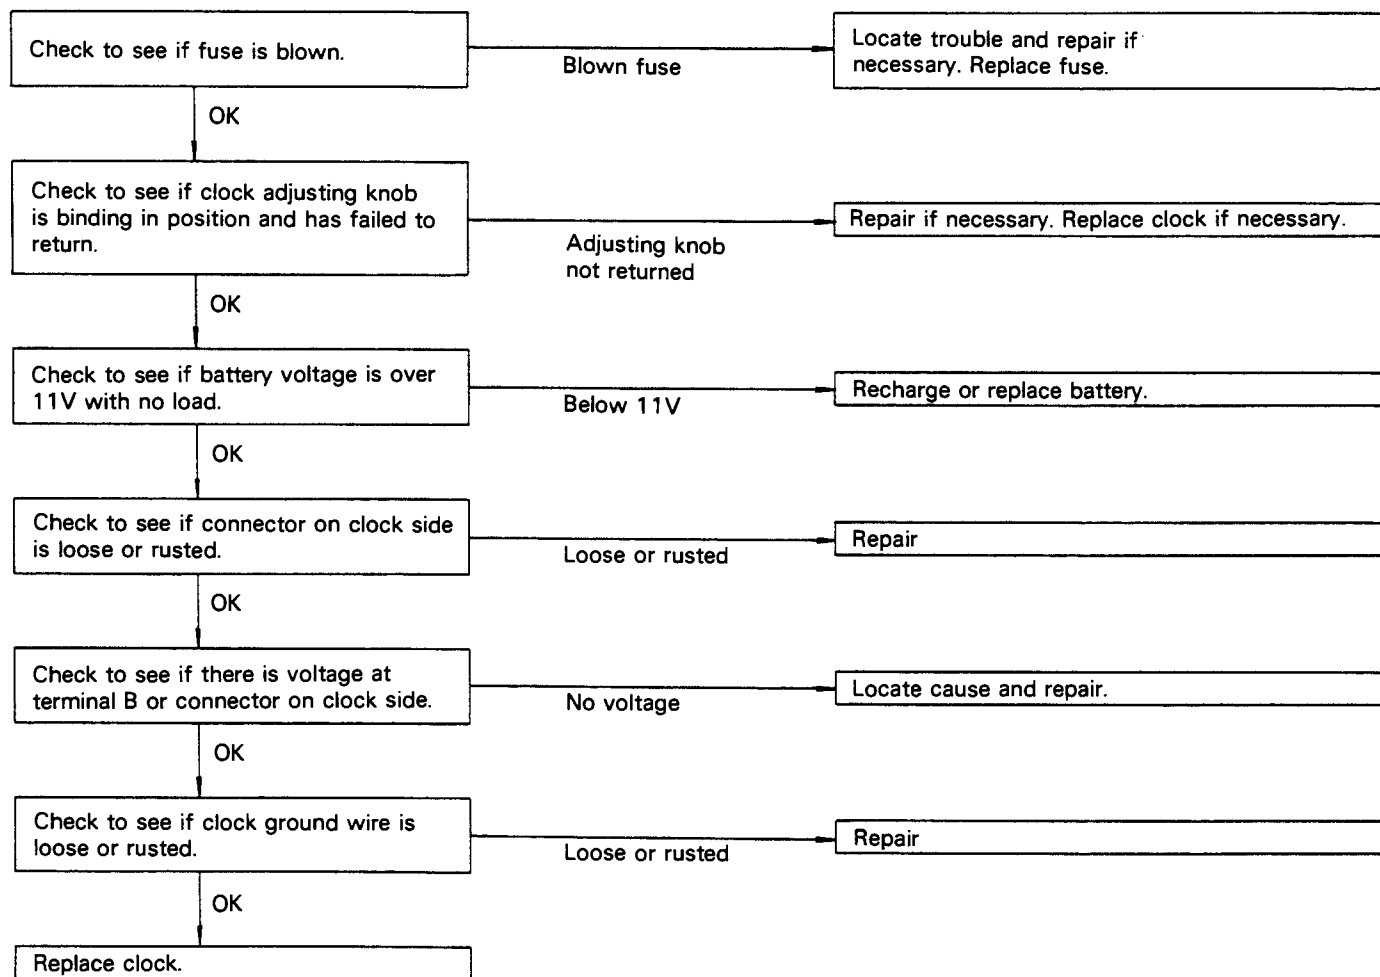 Check to see if fuse is blown.
Blown fuse
Locate trouble and repair if
necessary. Replace fuse.
OK
Check to see if clock adjusting knob
is binding in position and has failed to
return.
Adjusting knob
not returned
Repair if necessary. Replace clock if necessary.
OK
Check to see if battery voltage is over
11V with no load.
Below 11V
Recharge or replace battery.
OK
Check to see if connector on clock side
is loose or rusted.
Loose or rusted
Repair
OK
Check to see if there is voltage at
terminal B or connector on clock side.
No voltage
Locate cause and repair.
OK
Check to see if clock ground wire is
loose or rusted.
Loose or rusted
Repair
OK
Replace clock.